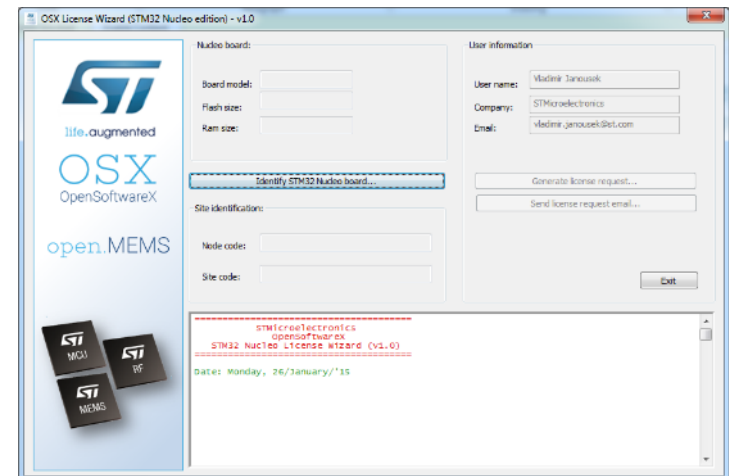 OSX License Wizard (STM32 Nucleo edition) - v1.0
life.augmented
OSX
OpenSoftwareX
open.MEMS
MCU
RF
MEMS
Nucleo board:
Board model:
Flash size:
Ram size:
Identify STM32 Nucleo board...
Site identification:
Node code:
Site code:
User information
User name: Vladimir Janousek
Company: STMicroelectronics
Email: vladimir.janousek@st.com
Generate license request...
Send license request email...
Exit
========================================
STMicroelectronics
OpenSoftwareX
STM32 Nucleo License Wizard (v1.0)
========================================
Date: Monday, 26/January/'15